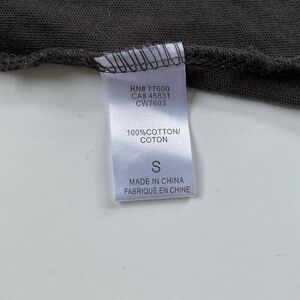 RN# 77600
CA# 45831
CW7603
100%COTTON/
COTON
S
MADE IN CHINA
FABRIQUÉ EN CHINE